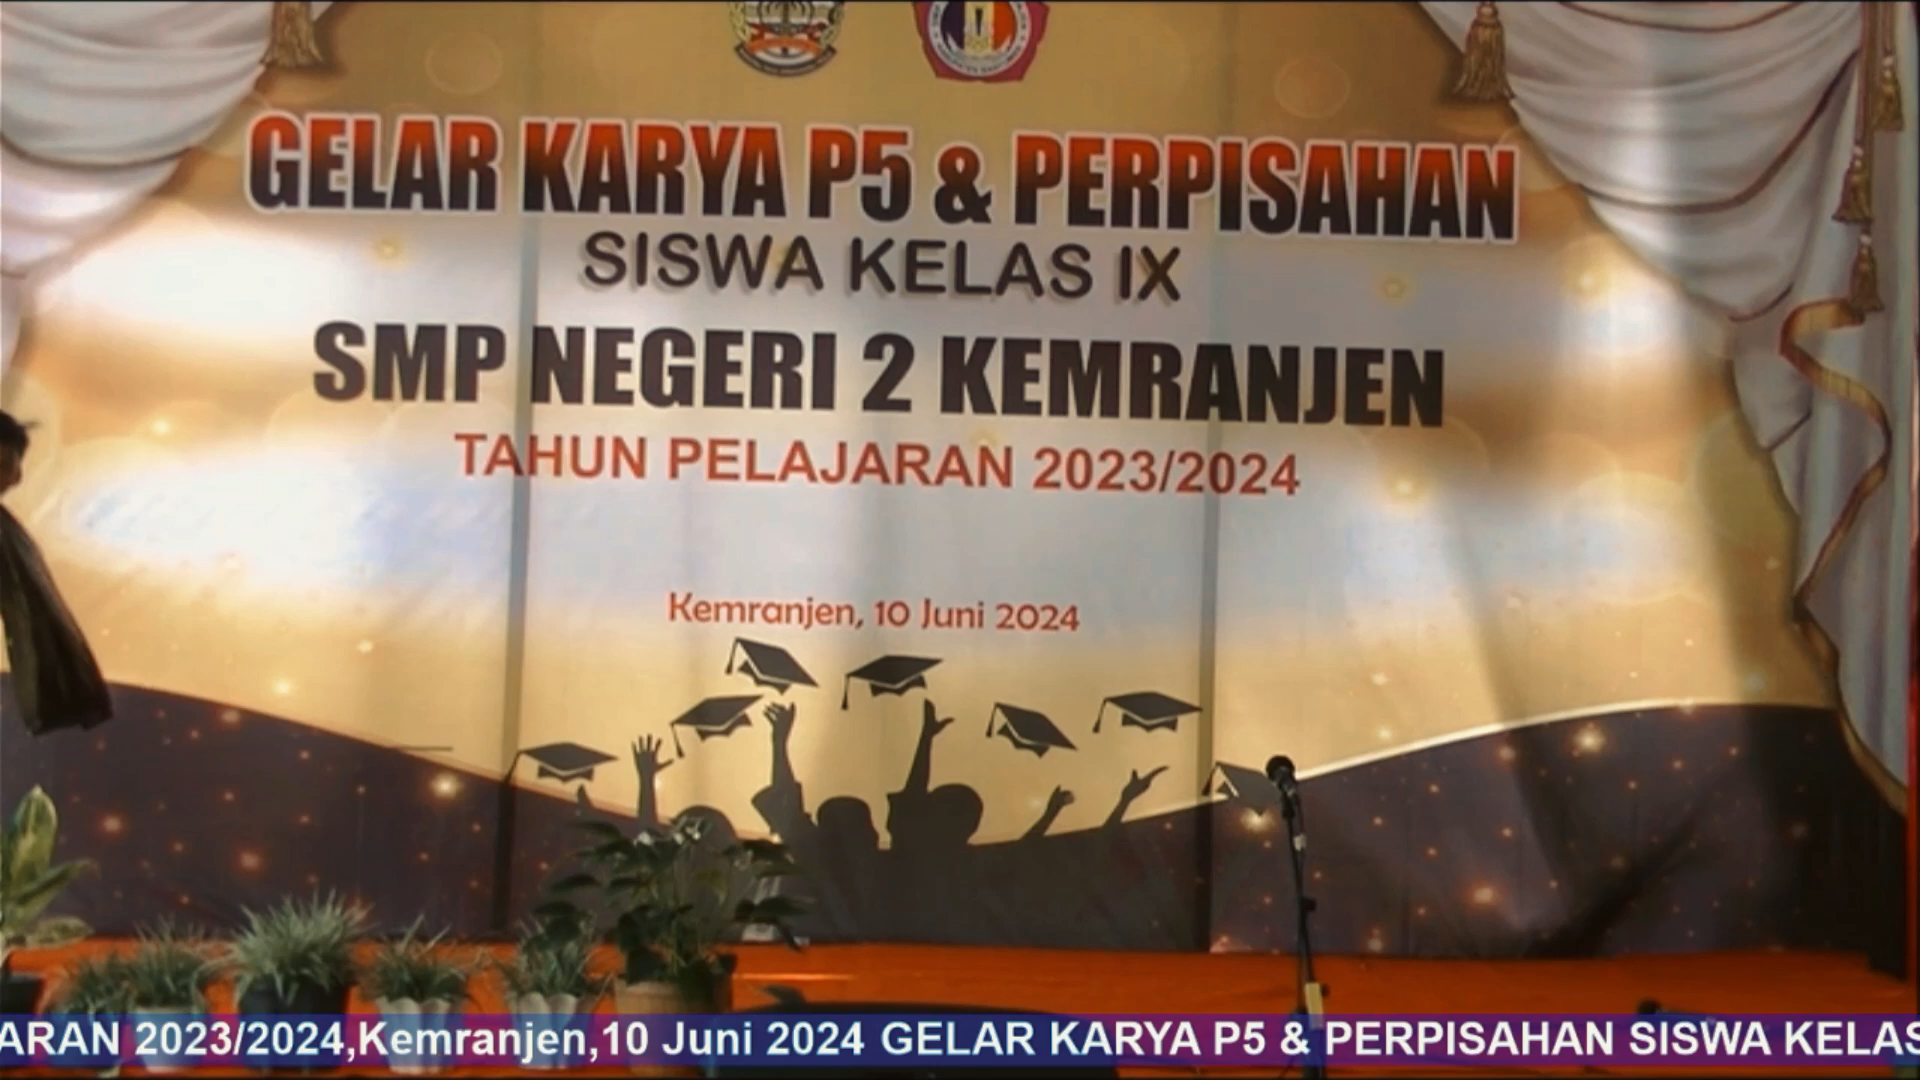 GELAR KARYA P5 & PERPISAHAN
SISWA KELAS IX
SMP NEGERI 2 KEMRANJEN
TAHUN PELAJARAN 2023/2024
Kemranjen, 10 Juni 2024
ARAN 2023/2024,Kemranjen,10 Juni 2024 GELAR KARYA P5 & PERPISAHAN SISWA KELAS